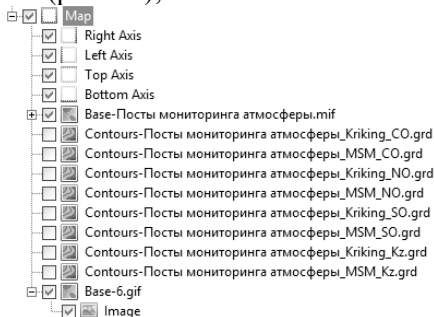 Map
Right Axis
Left Axis
Top Axis
Bottom Axis
Base-Посты мониторинга атмосферы.mif
Contours-Посты мониторинга атмосферы_Kriking_CO.grd
Contours-Посты мониторинга атмосферы_MSM_CO.grd
Contours-Посты мониторинга атмосферы_Kriking_NO.grd
Contours-Посты мониторинга атмосферы_MSM_NO.grd
Contours-Посты мониторинга атмосферы_Kriking_SO.grd
Contours-Посты мониторинга атмосферы_MSM_SO.grd
Contours-Посты мониторинга атмосферы_Kriking_Kz.grd
Contours-Посты мониторинга атмосферы_MSM_Kz.grd
Base-6.gif
Image